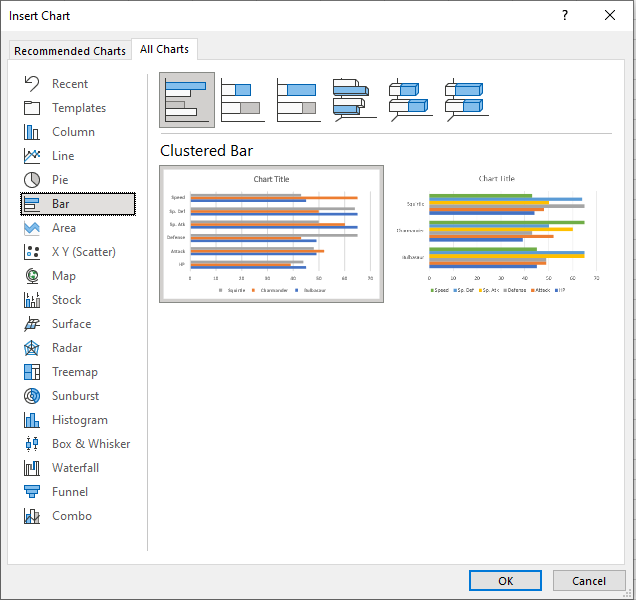 Insert Chart
?
Recommended Charts
All Charts
Recent
Templates
Column
Line
Pie
Bar
Area
X Y (Scatter)
Map
Stock
Surface
Radar
Treemap
Sunburst
Histogram
Box & Whisker
Waterfall
Funnel
Combo
Clustered Bar
Chart Title
Speed
Sp. Def
Sp. Atk
Defense
Attack
HP
0 10 20 30 40 50 60 70
Squirtle Charmander Bulbasaur
Chart Title
Squirtle
Charmander
Bulbasaur
0 10 20 30 40 50 60 70
Speed Sp. Def Sp. Atk Defense Attack HP
OK
Cancel